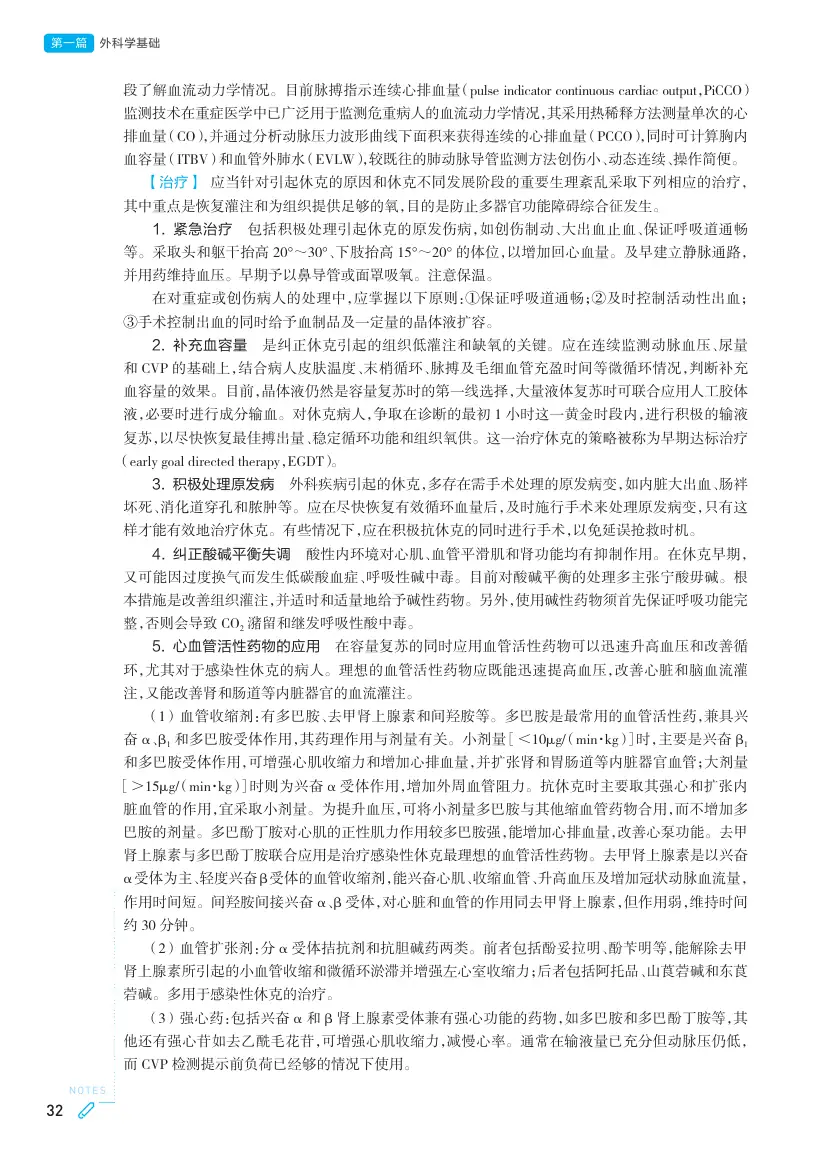 第一篇 外科学基础
段了解血流动力学情况。目前脉搏指示连续心排血量(pulse indicator continuous cardiac output,PiCCO)
监测技术在重症医学中已广泛用于监测危重病人的血流动力学情况,其采用热稀释方法测量单次的心
排血量(CO),并通过分析动脉压力波形曲线下面积来获得连续的心排血量(PCCO),同时可计算胸内
血容量(ITBV)和血管外肺水(EVLW),较既往的肺动脉导管监测方法创伤小、动态连续、操作简便。
【治疗】 应当针对引起休克的原因和休克不同发展阶段的重要生理紊乱采取下列相应的治疗,
其中重点是恢复灌注和为组织提供足够的氧,目的是防止多器官功能障碍综合征发生。
1. 紧急治疗 包括积极处理引起休克的原发伤病,如创伤制动、大出血止血、保证呼吸道通畅
等。采取头和躯干抬高 20°~30°、下肢抬高 15°~20° 的体位,以增加回心血量。及早建立静脉通路,
并用药维持血压。早期予以鼻导管或面罩吸氧。注意保温。
在对重症或创伤病人的处理中,应掌握以下原则:①保证呼吸道通畅;②及时控制活动性出血;
③手术控制出血的同时给予血制品及一定量的晶体液扩容。
2. 补充血容量 是纠正休克引起的组织低灌注和缺氧的关键。应在连续监测动脉血压、尿量
和 CVP 的基础上,结合病人皮肤温度、末梢循环、脉搏及毛细血管充盈时间等微循环情况,判断补充
血容量的效果。目前,晶体液仍然是容量复苏时的第一线选择,大量液体复苏时可联合应用人工胶体
液,必要时进行成分输血。对休克病人,争取在诊断的最初 1 小时这一黄金时段内,进行积极的输液
复苏,以尽快恢复最佳搏出量、稳定循环功能和组织氧供。这一治疗休克的策略被称为早期达标治疗
(early goal directed therapy,EGDT)。
3. 积极处理原发病 外科疾病引起的休克,多存在需手术处理的原发病变,如内脏大出血、肠袢
坏死、消化道穿孔和脓肿等。应在尽快恢复有效循环血量后,及时施行手术来处理原发病变,只有这
样才能有效地治疗休克。有些情况下,应在积极抗休克的同时进行手术,以免延误抢救时机。
4. 纠正酸碱平衡失调 酸性内环境对心肌、血管平滑肌和肾功能均有抑制作用。在休克早期,
又可能因过度换气而发生低碳酸血症、呼吸性碱中毒。目前对酸碱平衡的处理多主张宁酸毋碱。根
本措施是改善组织灌注,并适时和适量地给予碱性药物。另外,使用碱性药物须首先保证呼吸功能完
整,否则会导致 CO₂ 潴留和继发呼吸性酸中毒。
5. 心血管活性药物的应用 在容量复苏的同时应用血管活性药物可以迅速升高血压和改善循
环,尤其对于感染性休克的病人。理想的血管活性药物应既能迅速提高血压,改善心脏和脑血流灌
注,又能改善肾和肠道等内脏器官的血流灌注。
(1)血管收缩剂:有多巴胺、去甲肾上腺素和间羟胺等。多巴胺是最常用的血管活性药,兼具兴
奋 α、β₁ 和多巴胺受体作用,其药理作用与剂量有关。小剂量[<10μg/(min·kg)]时,主要是兴奋 β₁
和多巴胺受体作用,可增强心肌收缩力和增加心排血量,并扩张肾和胃肠道等内脏器官血管;大剂量
[>15μg/(min·kg)]时则为兴奋 α 受体作用,增加外周血管阻力。抗休克时主要取其强心和扩张内
脏血管的作用,宜采取小剂量。为提升血压,可将小剂量多巴胺与其他缩血管药物合用,而不增加多
巴胺的剂量。多巴酚丁胺对心肌的正性肌力作用较多巴胺强,能增加心排血量,改善心泵功能。去甲
肾上腺素与多巴酚丁胺联合应用是治疗感染性休克最理想的血管活性药物。去甲肾上腺素是以兴奋
α受体为主、轻度兴奋β受体的血管收缩剂,能兴奋心肌、收缩血管、升高血压及增加冠状动脉血流量,
作用时间短。间羟胺间接兴奋 α、β 受体,对心脏和血管的作用同去甲肾上腺素,但作用弱,维持时间
约 30 分钟。
(2)血管扩张剂:分 α 受体拮抗剂和抗胆碱药两类。前者包括酚妥拉明、酚苄明等,能解除去甲
肾上腺素所引起的小血管收缩和微循环淤滞并增强左心室收缩力;后者包括阿托品、山莨菪碱和东莨
菪碱。多用于感染性休克的治疗。
(3)强心药:包括兴奋 α 和 β 肾上腺素受体兼有强心功能的药物,如多巴胺和多巴酚丁胺等,其
他还有强心苷如去乙酰毛花苷,可增强心肌收缩力,减慢心率。通常在输液量已充分但动脉压仍低,
而 CVP 检测提示前负荷已经够的情况下使用。
NOTES
32